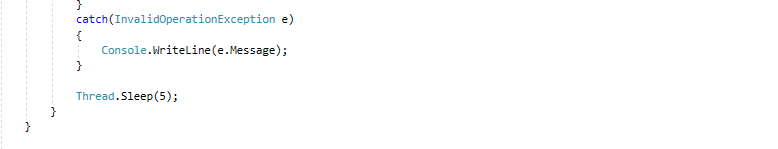 }
catch(InvalidOperationException e)
{
Console.WriteLine(e.Message);
}
Thread.Sleep(5);
}
}